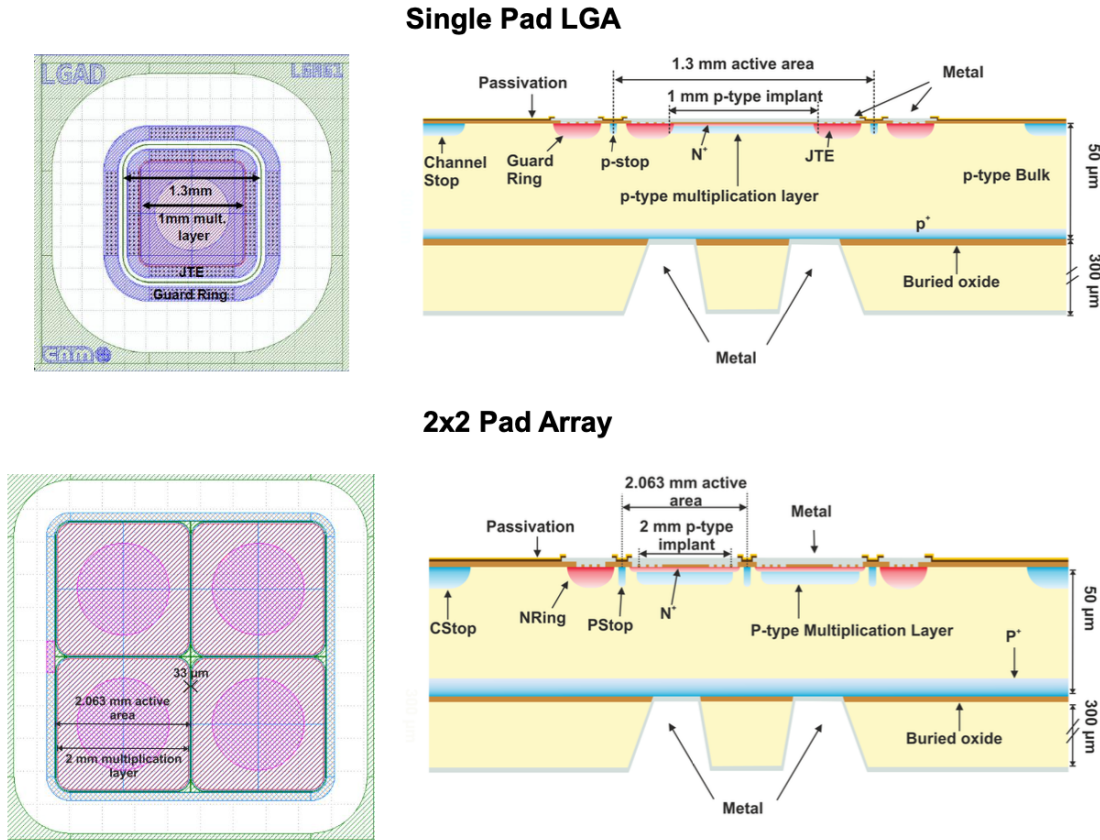 Single Pad LGA
LGAD
LGA61
1.3mm
1mm mult.
layer
JTE
Guard Ring
cnm
1.3 mm active area
Metal
Passivation
1 mm p-type implant
Channel
Stop
Guard
Ring
p-stop
N+
JTE
p-type multiplication layer
p-type Bulk
50 µm
p+
Buried oxide
300 µm
Metal
2x2 Pad Array
33 µm
2.063 mm active
area
2 mm multiplication
layer
2.063 mm active
area
Metal
Passivation
2 mm p-type
implant
CStop
NRing
PStop
N+
P-type Multiplication Layer
50 µm
P+
Buried oxide
300 µm
Metal